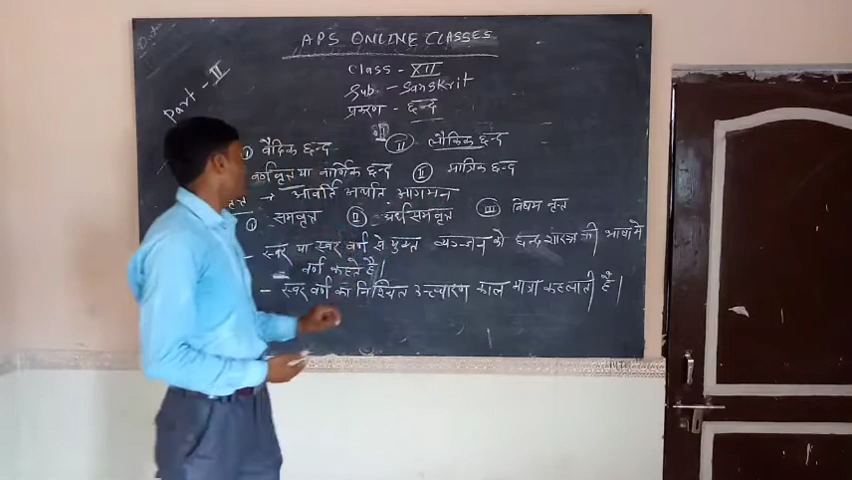 APS ONLINE CLASSES
Class - XII
Sub. - Sanskrit
Part - II
प्रकरण - छन्द
I वैदिक छन्द II लौकिक छन्द
वर्णवृत्त या वार्णिक छन्द II मात्रिक छन्द
वृत्त → आवर्ति अर्थात आगमन
I समवृत्त II अर्धसमवृत्त III विषम वृत्त
- स्वर या स्वर वर्ण से युक्त व्यञ्जन को छन्द शास्त्र की भाषा मे
वर्ण कहते है।
- स्वर वर्ण का निश्चित उच्चारण काल मात्रा कहलाती है।